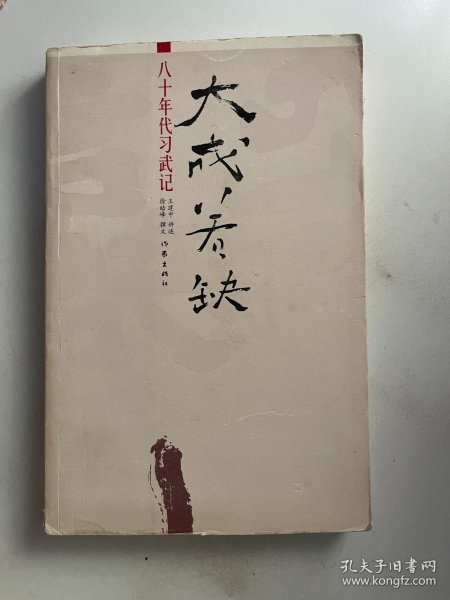 大成若缺
八十年代习武记
王建中 讲述
徐皓峰 撰文
作家出版社
孔夫子旧书网
www.kongfz.com